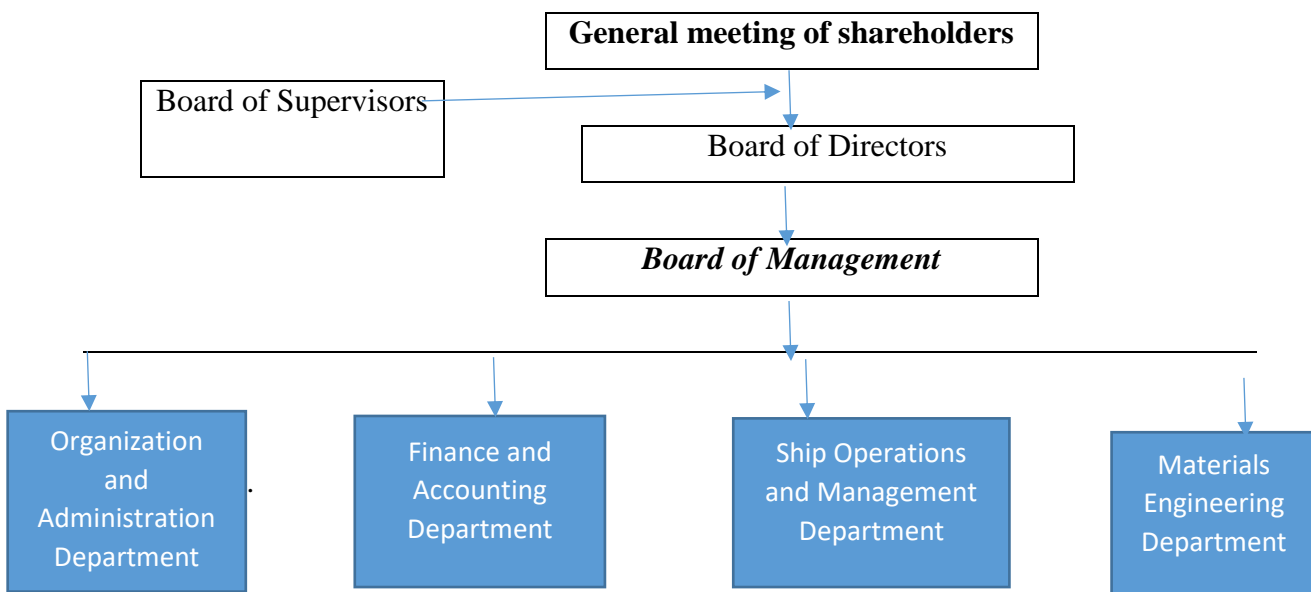 General meeting of shareholders
Board of Supervisors
Board of Directors
Board of Management
Organization
and
Administration
Department
.
Finance and
Accounting
Department
Ship Operations
and Management
Department
Materials
Engineering
Department